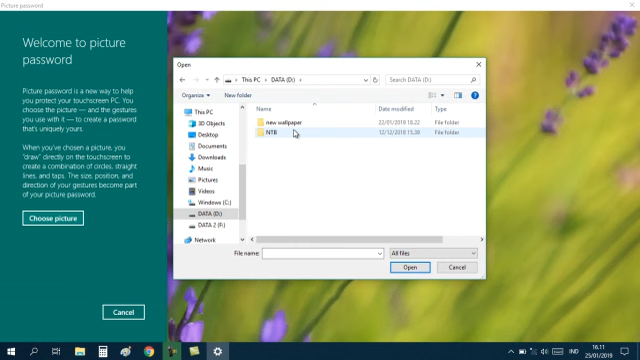 Picture password
Welcome to picture
password
Picture password is a new way to help
you protect your touchscreen PC. You
choose the picture — and the gestures
you use with it — to create a password
that's uniquely yours.
When you've chosen a picture, you
"draw" directly on the touchscreen to
create a combination of circles, straight
lines, and taps. The size, position, and
direction of your gestures become part
of your picture password.
Choose picture
Cancel
Open
This PC
DATA (D:)
Search DATA (D:)
Organize
New folder
Name
Date modified
Type
This PC
3D Objects
Desktop
Documents
Downloads
Music
Pictures
Videos
Windows (C:)
DATA (D:)
DATA 2 (F:)
Network
new wallpaper
22/01/2019 18.22
File folder
NTB
12/12/2018 15.39
File folder
File name:
All files
Open
Cancel
IND
16.11
25/01/2019